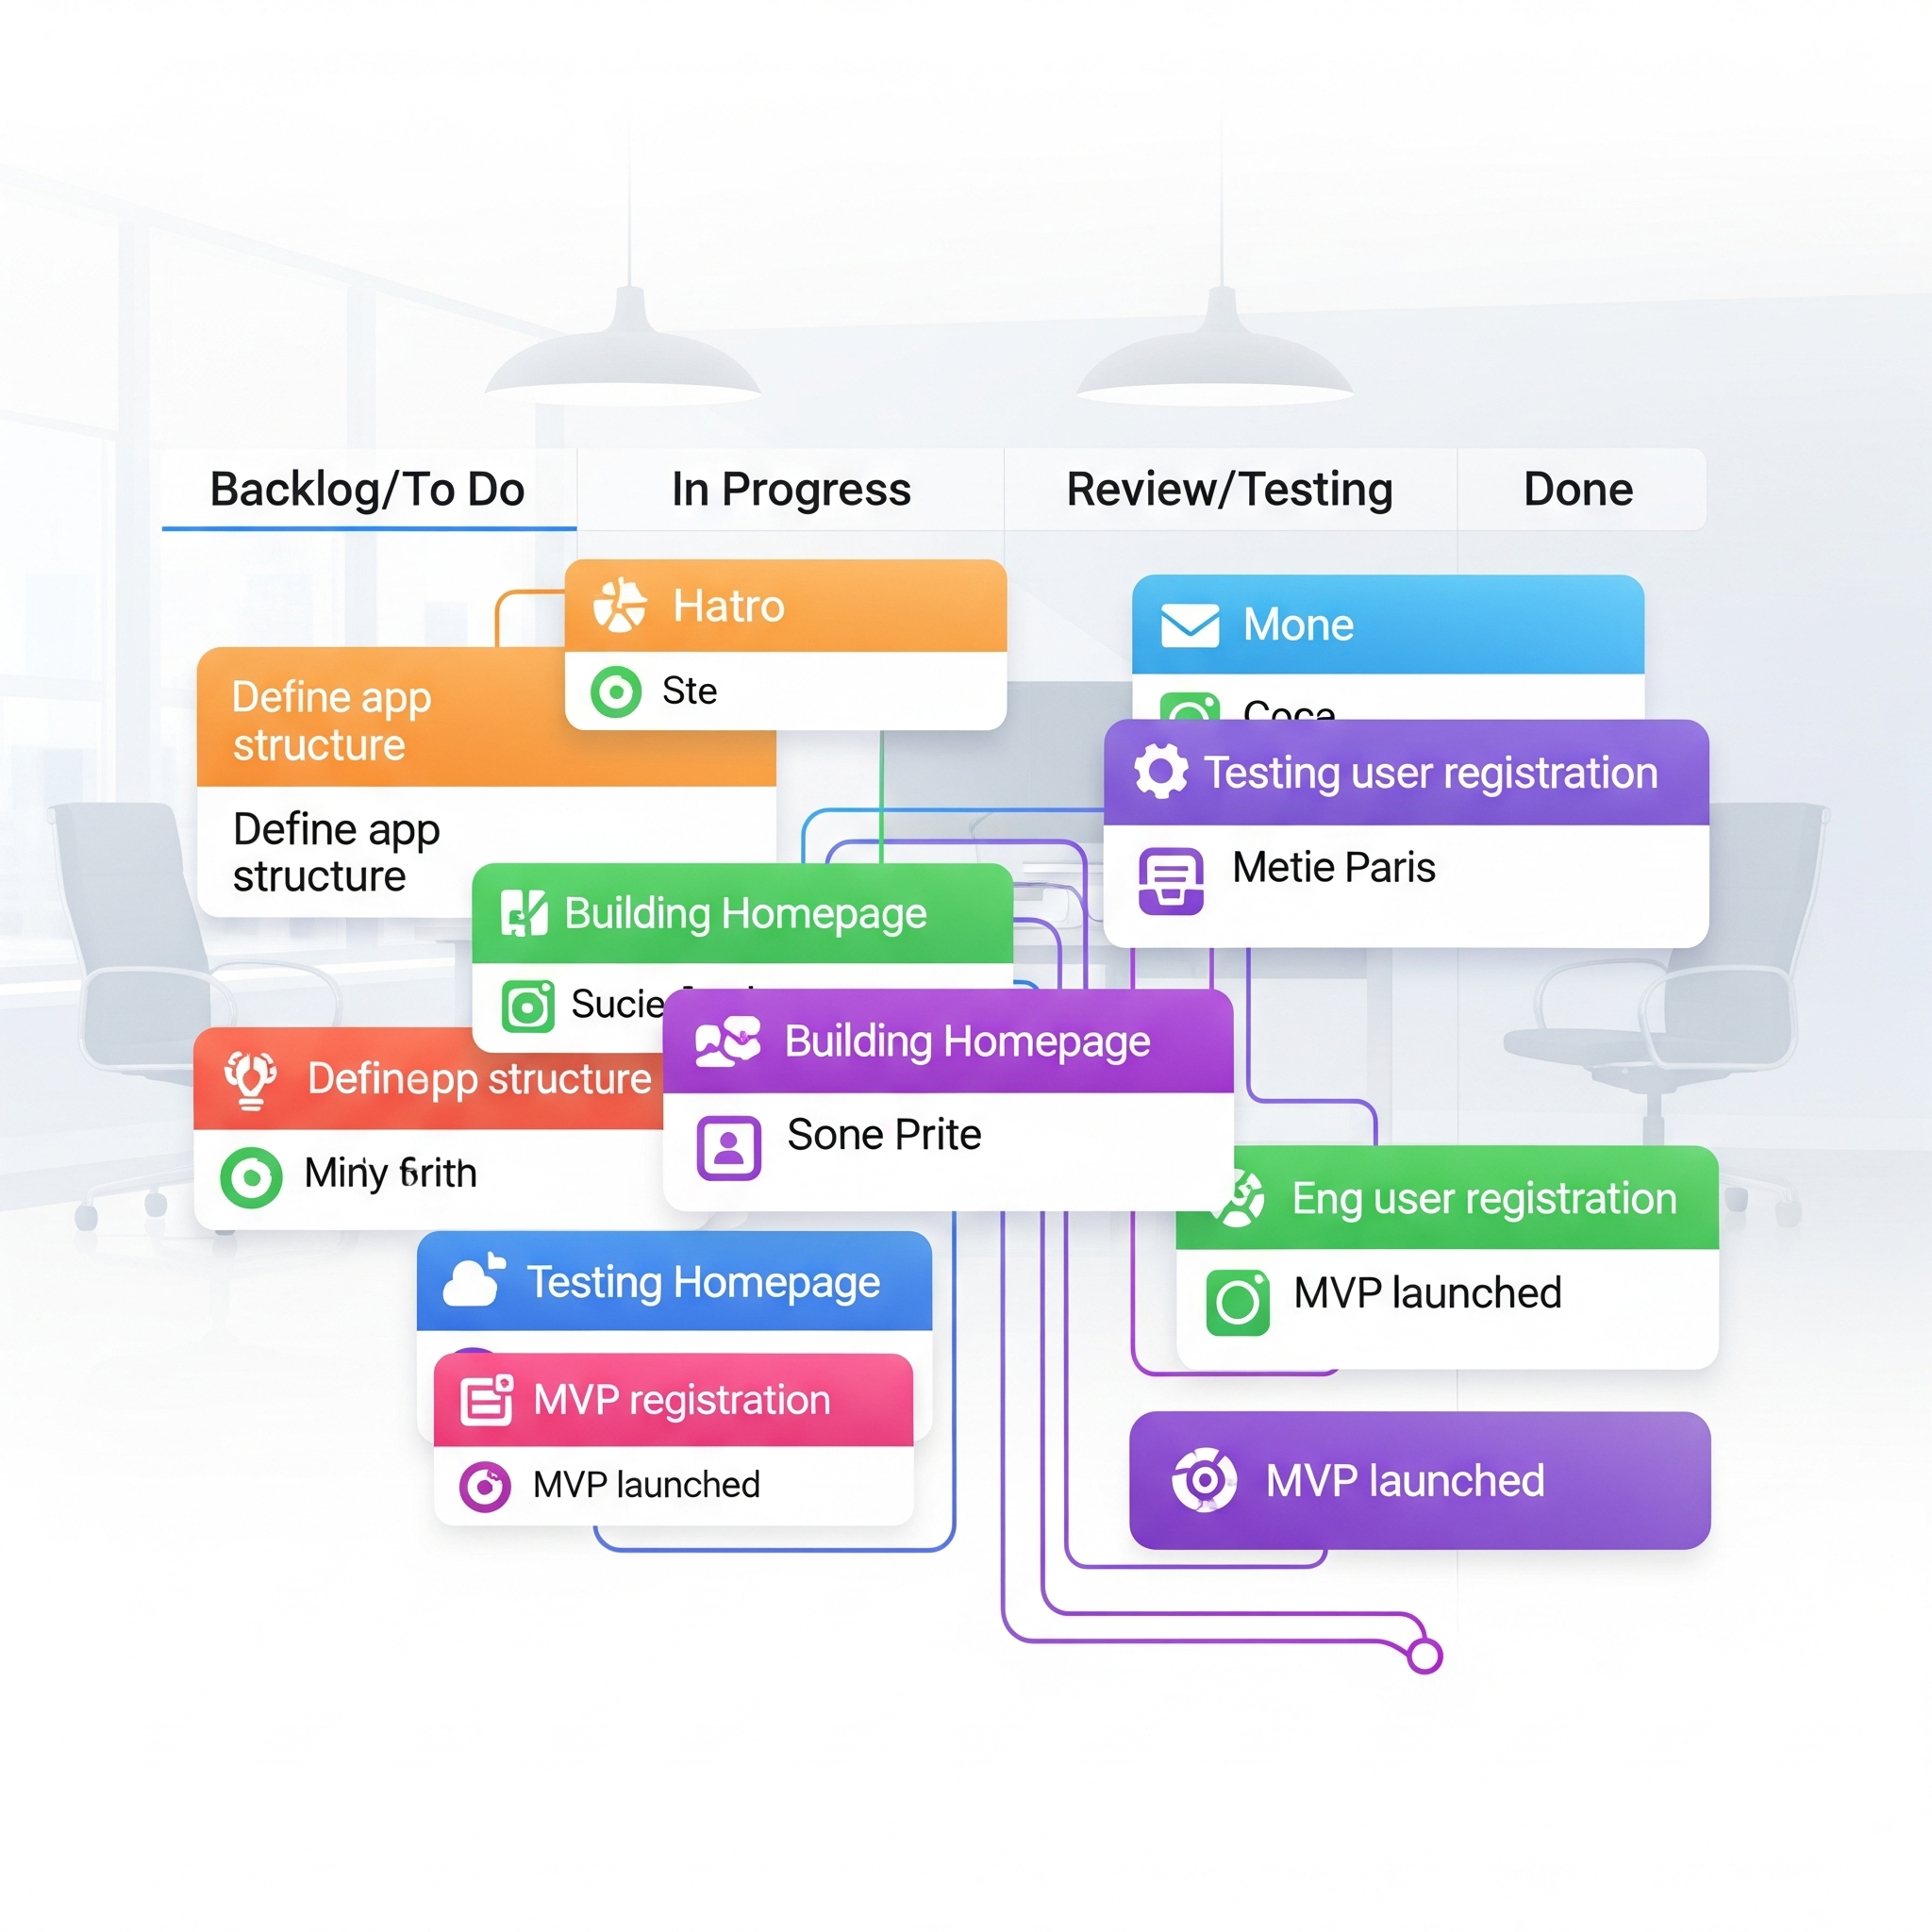 Backlog/To Do
In Progress
Review/Testing
Done
Hatro
Ste
Mone
Coca
Define app
structure
Define app
structure
Testing user registration
Metie Paris
Building Homepage
Sucie
Building Homepage
Sone Prite
Definepp structure
Miny
Eng user registration
MVP launched
Testing Homepage
MVP registration
MVP launched
MVP launched